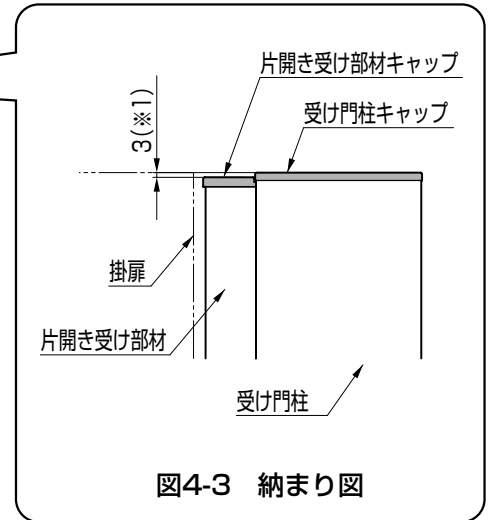 片開き受け部材キャップ
受け門柱キャップ
3(※1)
掛扉
片開き受け部材
受け門柱
図4-3 納まり図